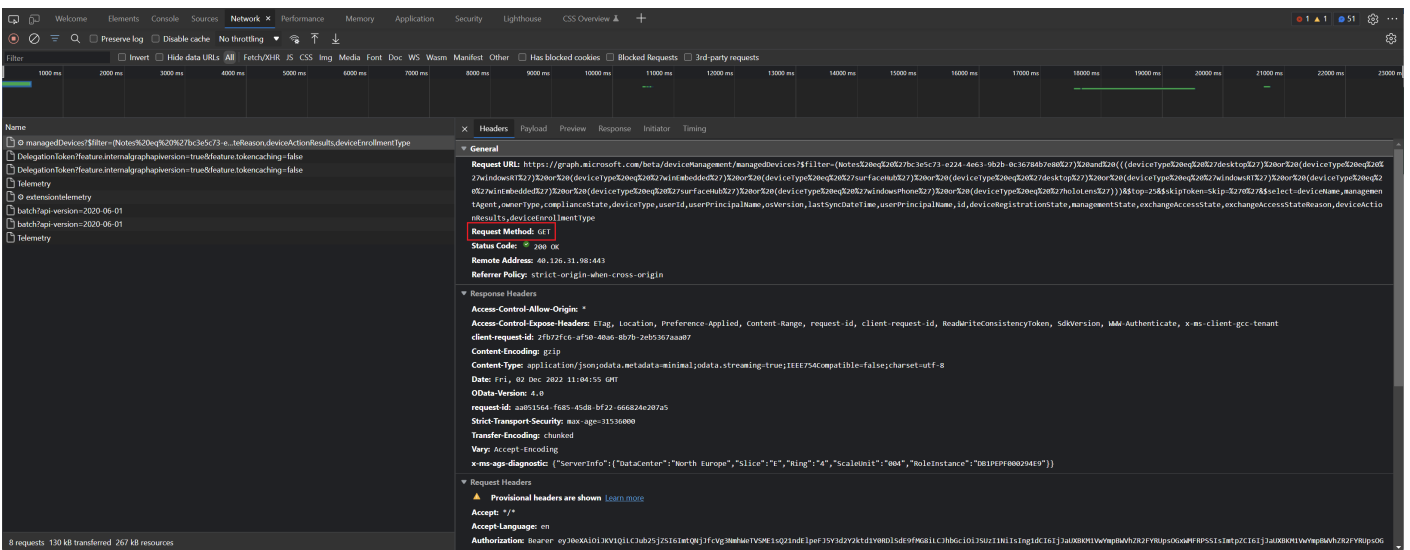 Welcome Elements Console Sources Network × Performance Memory Application Security Lighthouse CSS Overview 1 1 51
Preserve log Disable cache No throttling
Filter Invert Hide data URLs All Fetch/XHR JS CSS Img Media Font Doc WS Wasm Manifest Other Has blocked cookies Blocked Requests 3rd-party requests
1000 ms 2000 ms 3000 ms 4000 ms 5000 ms 6000 ms 7000 ms 8000 ms 9000 ms 10000 ms 11000 ms 12000 ms 13000 ms 14000 ms 15000 ms 16000 ms 17000 ms 18000 ms 19000 ms 20000 ms 21000 ms 22000 ms 23000 m
Name
managedDevices?$filter=(Notes%20eq%20%27bc3e5c73-e...teReason,deviceActionResults,deviceEnrollmentType
DelegationToken?feature.internalgraphapiversion=true&feature.tokencaching=false
DelegationToken?feature.internalgraphapiversion=true&feature.tokencaching=false
Telemetry
extensiontelemetry
batch?api-version=2020-06-01
batch?api-version=2020-06-01
Telemetry
8 requests 130 kB transferred 267 kB resources
× Headers Payload Preview Response Initiator Timing
General
Request URL: https://graph.microsoft.com/beta/deviceManagement/managedDevices?$filter=(Notes%20eq%20%27bc3e5c73-e224-4e63-9b2b-0c36784b7e80%27)%20and%20(((deviceType%20eq%20%27desktop%27)%20or%20(deviceType%20eq%20%
27windowsRT%27)%20or%20(deviceType%20eq%20%27winEmbedded%27)%20or%20(deviceType%20eq%20%27surfaceHub%27)%20or%20(deviceType%20eq%20%27desktop%27)%20or%20(deviceType%20eq%20%27windowsRT%27)%20or%20(deviceType%20eq%2
0%27winEmbedded%27)%20or%20(deviceType%20eq%20%27surfaceHub%27)%20or%20(deviceType%20eq%20%27windowsPhone%27)%20or%20(deviceType%20eq%20%27holoLens%27)))&$top=25&$skipToken=Skip=%270%27&$select=deviceName,managemen
tAgent,ownerType,complianceState,deviceType,userId,userPrincipalName,osVersion,lastSyncDateTime,userPrincipalName,id,deviceRegistrationState,managementState,exchangeAccessState,exchangeAccessStateReason,deviceActio
nResults,deviceEnrollmentType
Request Method: GET
Status Code: 200 OK
Remote Address: 40.126.31.98:443
Referrer Policy: strict-origin-when-cross-origin
Response Headers
Access-Control-Allow-Origin: *
Access-Control-Expose-Headers: ETag, Location, Preference-Applied, Content-Range, request-id, client-request-id, ReadWriteConsistencyToken, SdkVersion, WWW-Authenticate, x-ms-client-gcc-tenant
client-request-id: 2fb72fc6-af50-40a6-8b7b-2eb5367aaa07
Content-Encoding: gzip
Content-Type: application/json;odata.metadata=minimal;odata.streaming=true;IEEE754Compatible=false;charset=utf-8
Date: Fri, 02 Dec 2022 11:04:55 GMT
OData-Version: 4.0
request-id: aa051564-f685-45d8-bf22-666824e207a5
Strict-Transport-Security: max-age=31536000
Transfer-Encoding: chunked
Vary: Accept-Encoding
x-ms-ags-diagnostic: {"ServerInfo":{"DataCenter":"North Europe","Slice":"E","Ring":"4","ScaleUnit":"004","RoleInstance":"DB1PEPF000294E9"}}
Request Headers
Provisional headers are shown Learn more
Accept: */*
Accept-Language: en
Authorization: Bearer